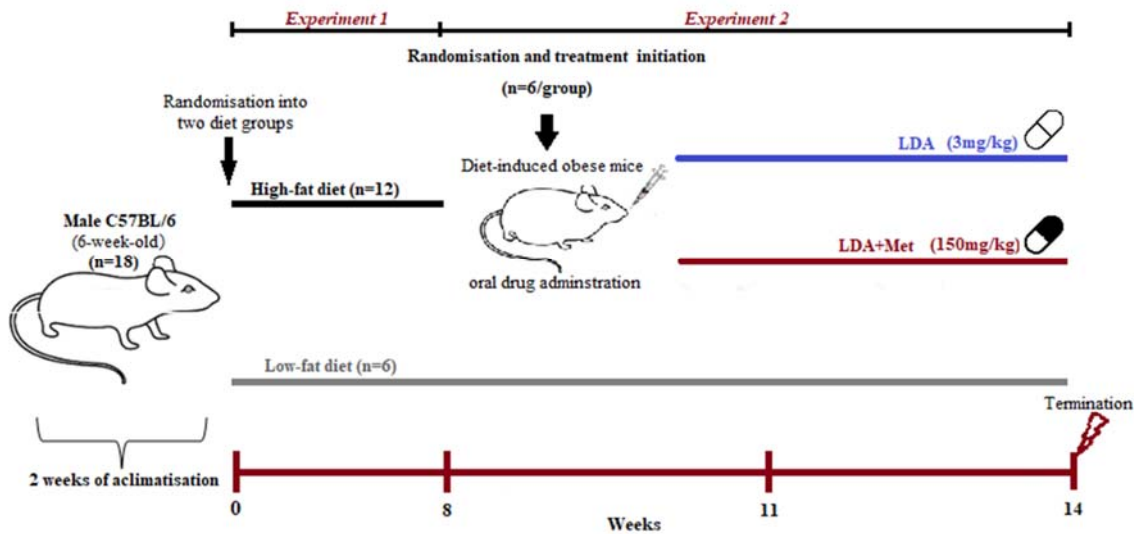 Experiment 1
Experiment 2
Randomisation and treatment initiation
(n=6/group)
Randomisation into
two diet groups
LDA (3mg/kg)
Diet-induced obese mice
High-fat diet (n=12)
Male C57BL/6
(6-week-old)
(n=18)
LDA+Met (150mg/kg)
oral drug adminstration
Low-fat diet (n=6)
Termination
2 weeks of aclimatisation
0
8
11
14
Weeks